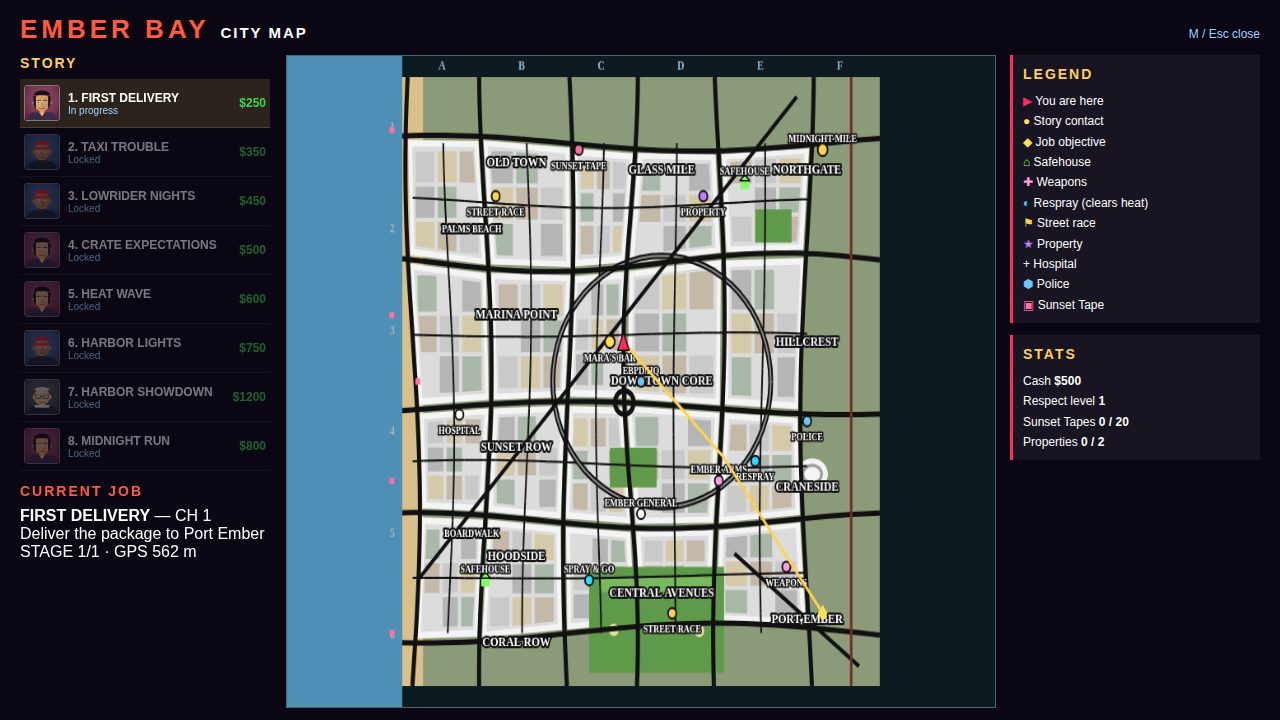 EMBER BAY CITY MAP
M / Esc close
STORY
1. FIRST DELIVERY
In progress
$250
2. TAXI TROUBLE
Locked
$350
3. LOWRIDER NIGHTS
Locked
$450
4. CRATE EXPECTATIONS
Locked
$500
5. HEAT WAVE
Locked
$600
6. HARBOR LIGHTS
Locked
$750
7. HARBOR SHOWDOWN
Locked
$1200
8. MIDNIGHT RUN
Locked
$800
CURRENT JOB
FIRST DELIVERY — CH 1
Deliver the package to Port Ember
STAGE 1/1 · GPS 562 m
A B C D E F
1
MIDNIGHT MILE
OLD TOWN
SUNSET TAPE
GLASS MILE
SAFEHOUSE
NORTHGATE
STREET RACE
PROPERTY
2
PALMS BEACH
MARINA POINT
3
HILLCREST
MARA'S BAR
EBPD HQ
DOWNTOWN CORE
4
HOSPITAL
POLICE
SUNSET ROW
EMBER ARMS
RESPRAY
CRANESIDE
EMBER GENERAL
5
BOARDWALK
HOODSIDE
SAFEHOUSE
SPRAY & GO
WEAPONS
CENTRAL AVENUES
PORT EMBER
STREET RACE
CORAL ROW
LEGEND
You are here
Story contact
Job objective
Safehouse
Weapons
Respray (clears heat)
Street race
Property
+ Hospital
Police
Sunset Tape
STATS
Cash $500
Respect level 1
Sunset Tapes 0 / 20
Properties 0 / 2